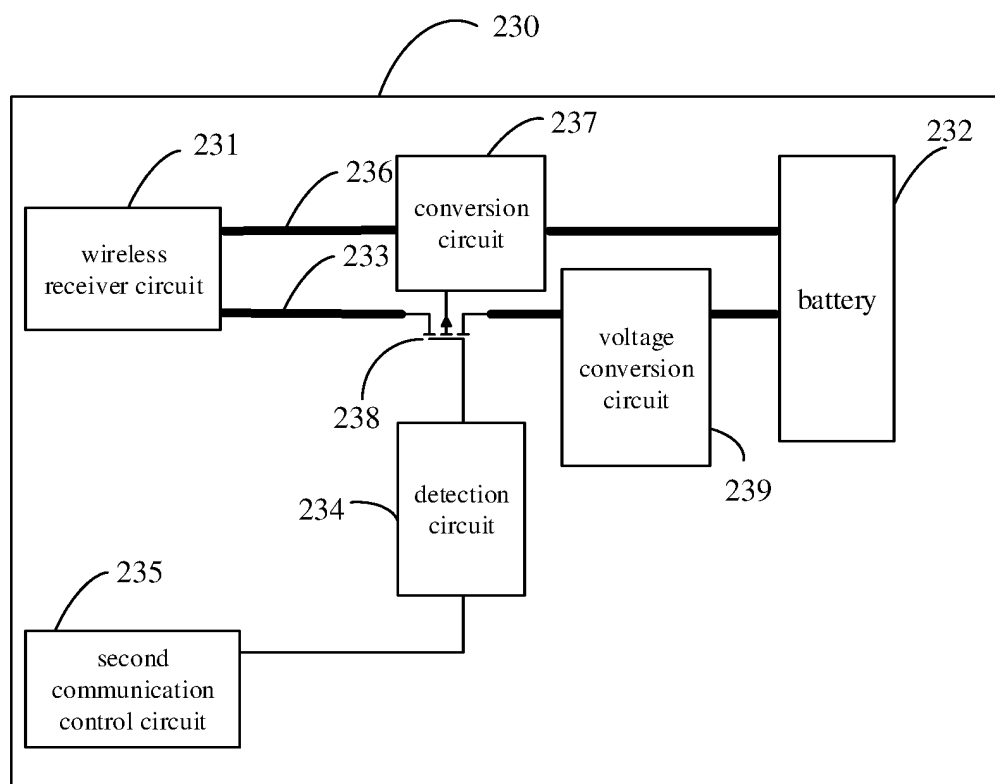 230
237
231
232
236
conversion
circuit
wireless
receiver circuit
233
battery
voltage
conversion
circuit
238
detection
circuit
234
239
235
second
communication
control circuit